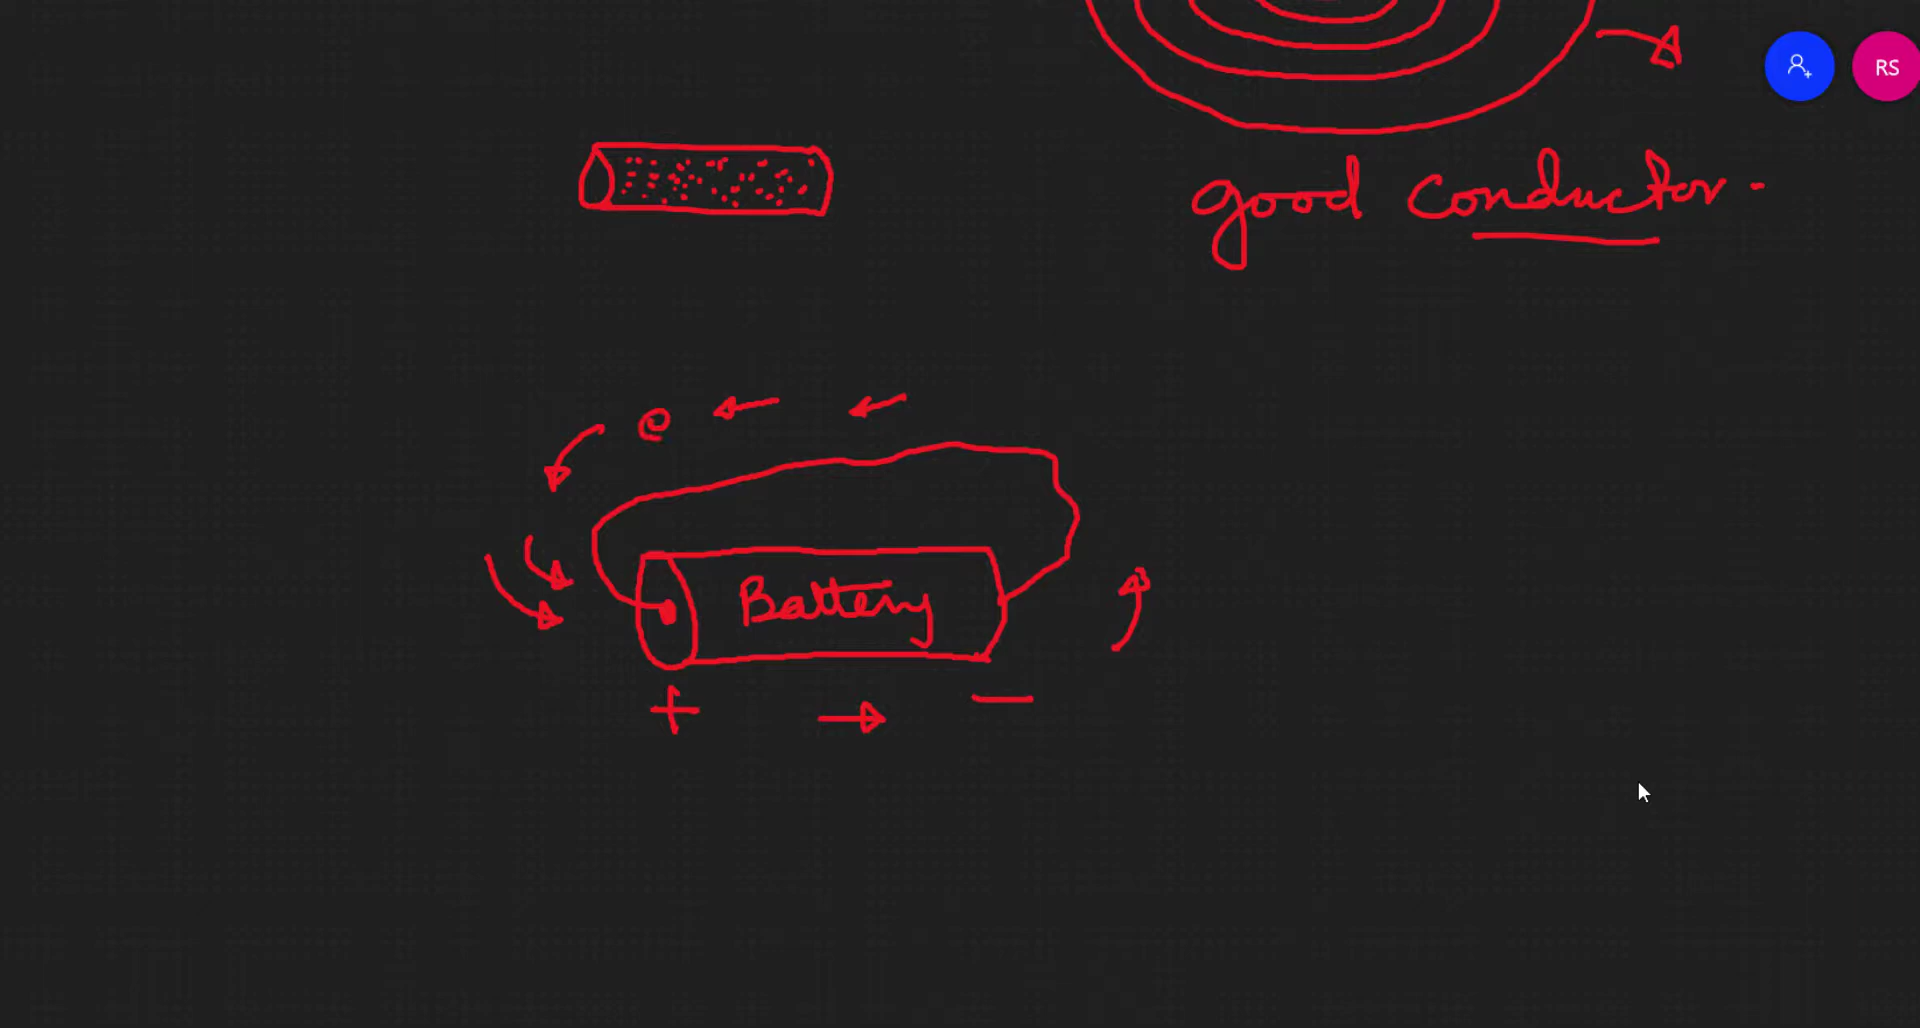 RS
good conductor.
e
Battery
+ → −